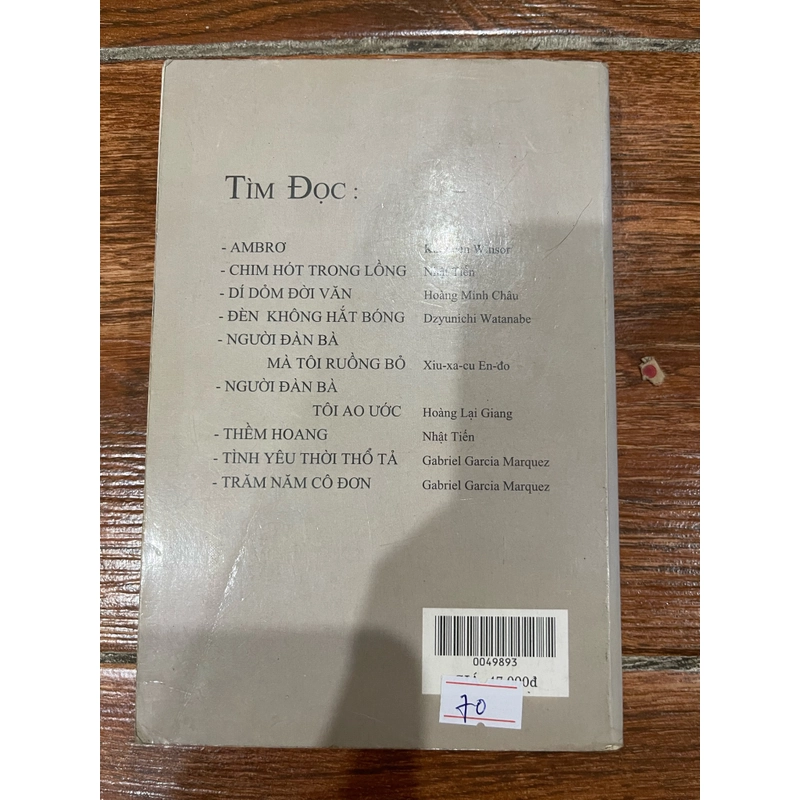 TÌM ĐỌC :
- AMBRƠ Winsor
- CHIM HÓT TRONG LỒNG Nhật Tiến
- DÍ DỎM ĐỜI VĂN Hoàng Minh Châu
- ĐÈN KHÔNG HẮT BÓNG Dzyunichi Watanabe
- NGƯỜI ĐÀN BÀ
MÀ TÔI RUỒNG BỎ Xiu-xa-cu En-đo
- NGƯỜI ĐÀN BÀ
TÔI AO ƯỚC Hoàng Lại Giang
- THỀM HOANG Nhật Tiến
- TÌNH YÊU THỜI THỔ TẢ Gabriel Garcia Marquez
- TRĂM NĂM CÔ ĐƠN Gabriel Garcia Marquez
0049893
47.000đ
70